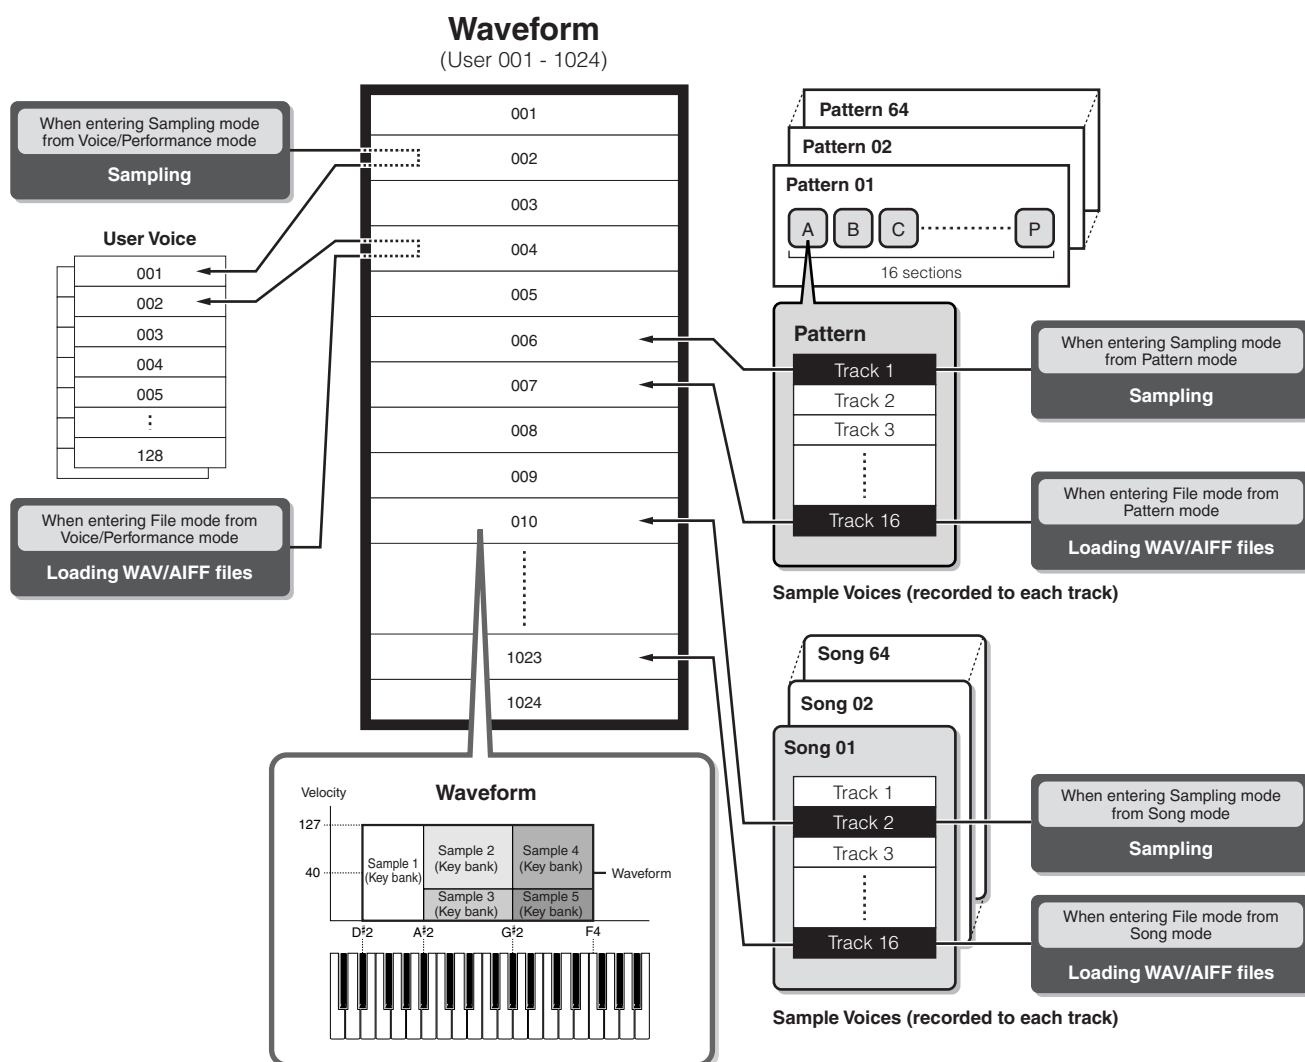 Waveform
(User 001 - 1024)
001
002
003
004
005
006
007
008
009
010
1023
1024
When entering Sampling mode
from Voice/Performance mode
Sampling
User Voice
001
002
003
004
005
128
When entering File mode from
Voice/Performance mode
Loading WAV/AIFF files
Pattern 64
Pattern 02
Pattern 01
A B C P
16 sections
Pattern
Track 1
Track 2
Track 3
Track 16
Sample Voices (recorded to each track)
When entering Sampling mode
from Pattern mode
Sampling
When entering File mode from
Pattern mode
Loading WAV/AIFF files
Song 64
Song 02
Song 01
Track 1
Track 2
Track 3
Track 16
Sample Voices (recorded to each track)
When entering Sampling mode
from Song mode
Sampling
When entering File mode from
Song mode
Loading WAV/AIFF files
Velocity
Waveform
127
40
Sample 1
(Key bank)
Sample 2
(Key bank)
Sample 3
(Key bank)
Sample 4
(Key bank)
Sample 5
(Key bank)
Waveform
D♯2 A♯2 G♯2 F4